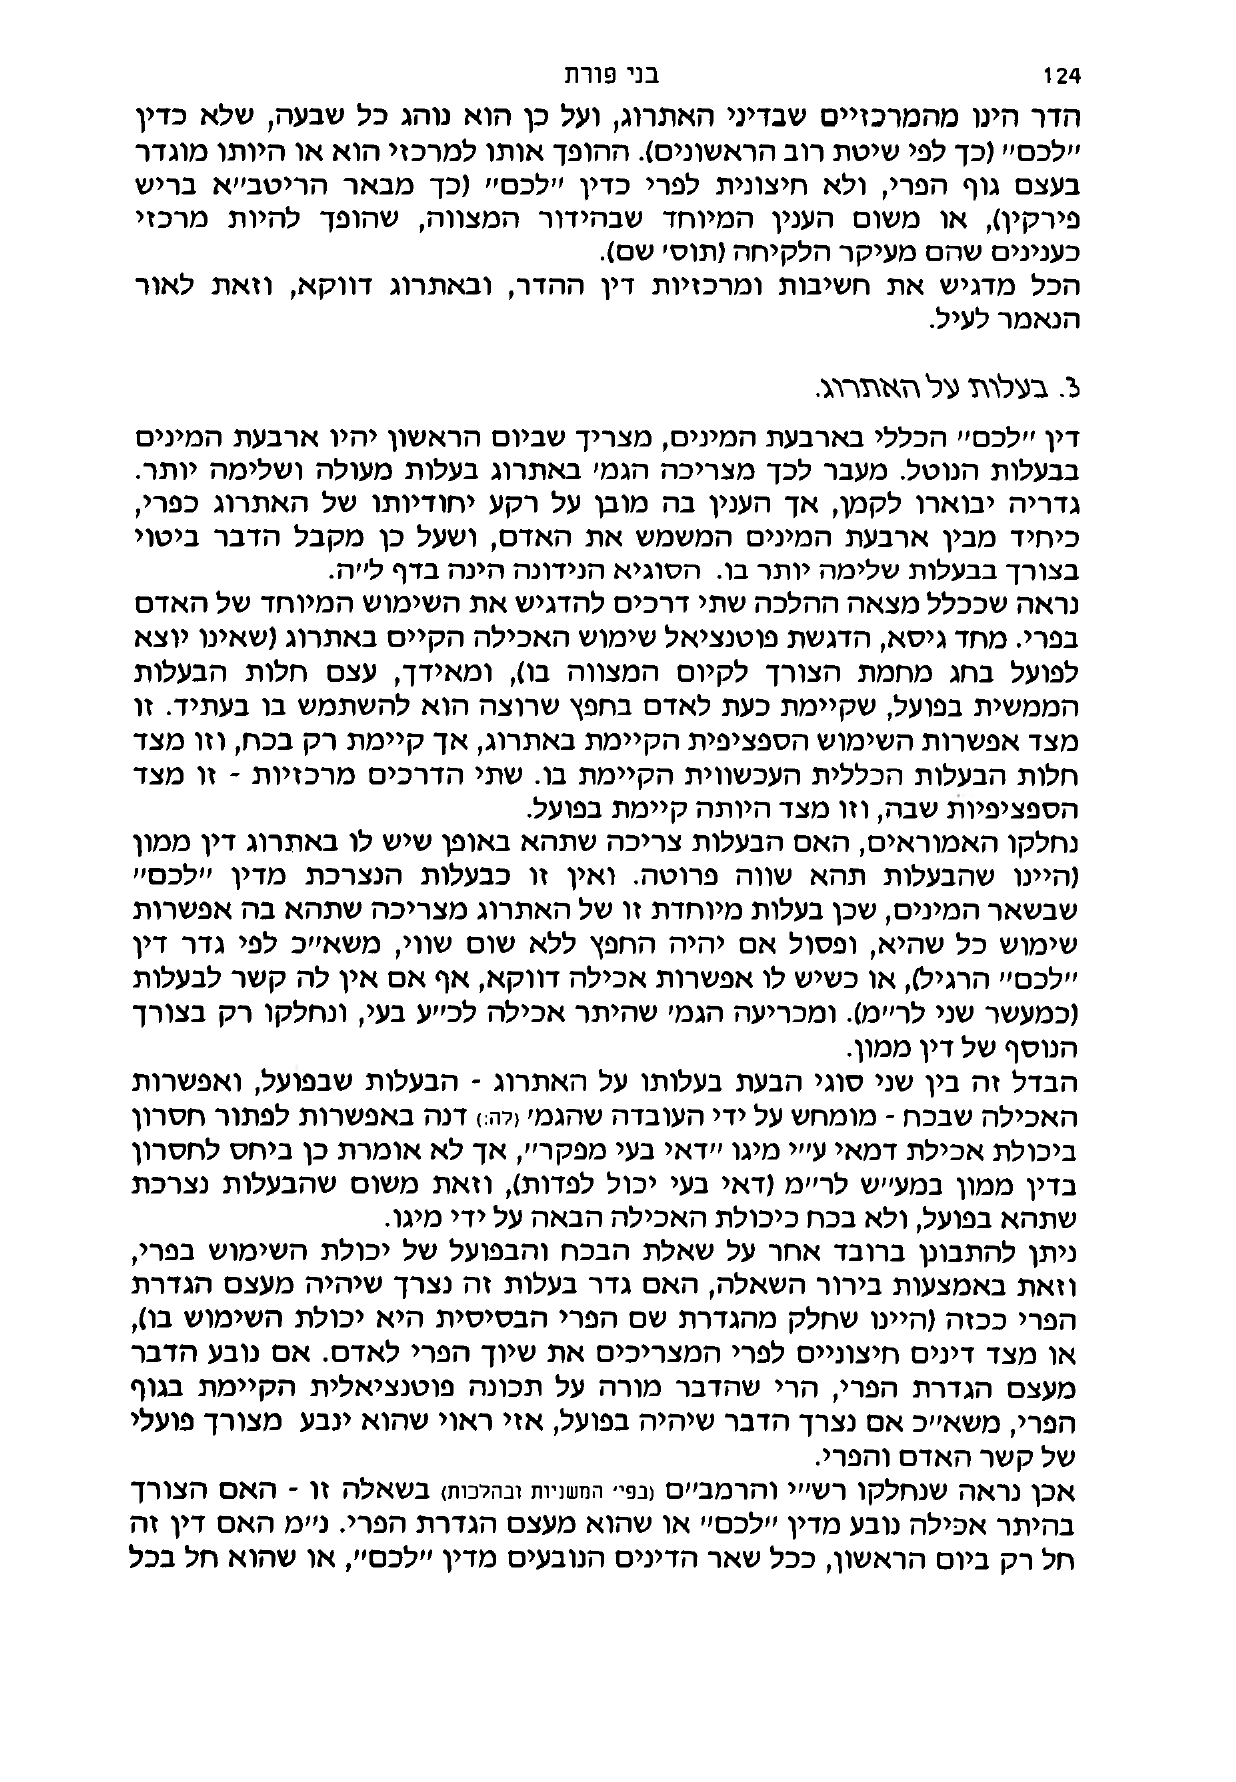 124 בני פורת
הדר הינו מהמרכזיים שבדיני האתרוג, ועל כן הוא נוהג כל שבעה, שלא כדין
״לכם״ (כך לפי שיטת רוב הראשונים). ההופך אותו למרכזי הוא או היותו מוגדר
בעצם גוף הפרי, ולא חיצונית לפרי כדין ״לכם״ (כך מבאר הריטב״א בריש
פירקין), או משום הענין המיוחד שבהידור המצווה, שהופך להיות מרכזי
כענינים שהם מעיקר הלקיחה (תוס׳ שם).
הכל מדגיש את חשיבות ומרכזיות דין ההדר, ובאתרוג דווקא, וזאת לאור
הנאמר לעיל.
3. בעלות על האתרוג.
דין ״לכם״ הכללי בארבעת המינים, מצריך שביום הראשון יהיו ארבעת המינים
בבעלות הנוטל. מעבר לכך מצריכה הגמ׳ באתרוג בעלות מעולה ושלימה יותר.
גדריה יבוארו לקמן, אך הענין בה מובן על רקע יחודיותו של האתרוג כפרי,
כיחיד מבין ארבעת המינים המשמש את האדם, ושעל כן מקבל הדבר ביטוי
בצורך בבעלות שלימה יותר בו. הסוגיא הנידונה הינה בדף ל״ה.
נראה שככלל מצאה ההלכה שתי דרכים להדגיש את השימוש המיוחד של האדם
בפרי. מחד גיסא, הדגשת פוטנציאל שימוש האכילה הקיים באתרוג (שאינו יוצא
לפועל בחג מחמת הצורך לקיום המצווה בו), ומאידך, עצם חלות הבעלות
הממשית בפועל, שקיימת כעת לאדם בחפץ שרוצה הוא להשתמש בו בעתיד. זו
מצד אפשרות השימוש הספציפית הקיימת באתרוג, אך קיימת רק בכח, וזו מצד
חלות הבעלות הכללית העכשווית הקיימת בו. שתי הדרכים מרכזיות - זו מצד
הספציפיות שבה, וזו מצד היותה קיימת בפועל.
נחלקו האמוראים, האם הבעלות צריכה שתהא באופן שיש לו באתרוג דין ממון
(היינו שהבעלות תהא שווה פרוטה. ואין זו כבעלות הנצרכת מדין ״לכם״
שבשאר המינים, שכן בעלות מיוחדת זו של האתרוג מצריכה שתהא בה אפשרות
שימוש כל שהיא, ופסול אם יהיה החפץ ללא שום שווי, משא״כ לפי גדר דין
״לכם״ הרגיל), או כשיש לו אפשרות אכילה דווקא, אף אם אין לה קשר לבעלות
(כמעשר שני לר״מ). ומכריעה הגמ׳ שהיתר אכילה לכ״ע בעי, ונחלקו רק בצורך
הנוסף של דין ממון.
הבדל זה בין שני סוגי הבעת בעלותו על האתרוג - הבעלות שבפועל, ואפשרות
האכילה שבכח - מומחש על ידי העובדה שהגמ׳ (לה:) דנה באפשרות לפתור חסרון
ביכולת אכילת דמאי ע״י מיגו ״דאי בעי מפקר״, אך לא אומרת כן ביחס לחסרון
בדין ממון במע״ש לר״מ (דאי בעי יכול לפדות), וזאת משום שהבעלות נצרכת
שתהא בפועל, ולא בכח כיכולת האכילה הבאה על ידי מיגו.
ניתן להתבונן ברובד אחר על שאלת הבכח והבפועל של יכולת השימוש בפרי,
וזאת באמצעות בירור השאלה, האם גדר בעלות זה נצרך שיהיה מעצם הגדרת
הפרי ככזה (היינו שחלק מהגדרת שם הפרי הבסיסית היא יכולת השימוש בו),
או מצד דינים חיצוניים לפרי המצריכים את שיוך הפרי לאדם. אם נובע הדבר
מעצם הגדרת הפרי, הרי שהדבר מורה על תכונה פוטנציאלית הקיימת בגוף
הפרי, משא״כ אם נצרך הדבר שיהיה בפועל, אזי ראוי שהוא ינבע מצורך פועלי
של קשר האדם והפרי.
אכן נראה שנחלקו רש״י והרמב״ם (בפי׳ המשניות ובהלכות) בשאלה זו - האם הצורך
בהיתר אכילה נובע מדין ״לכם״ או שהוא מעצם הגדרת הפרי. נ״מ האם דין זה
חל רק ביום הראשון, ככל שאר הדינים הנובעים מדין ״לכם״, או שהוא חל בכל